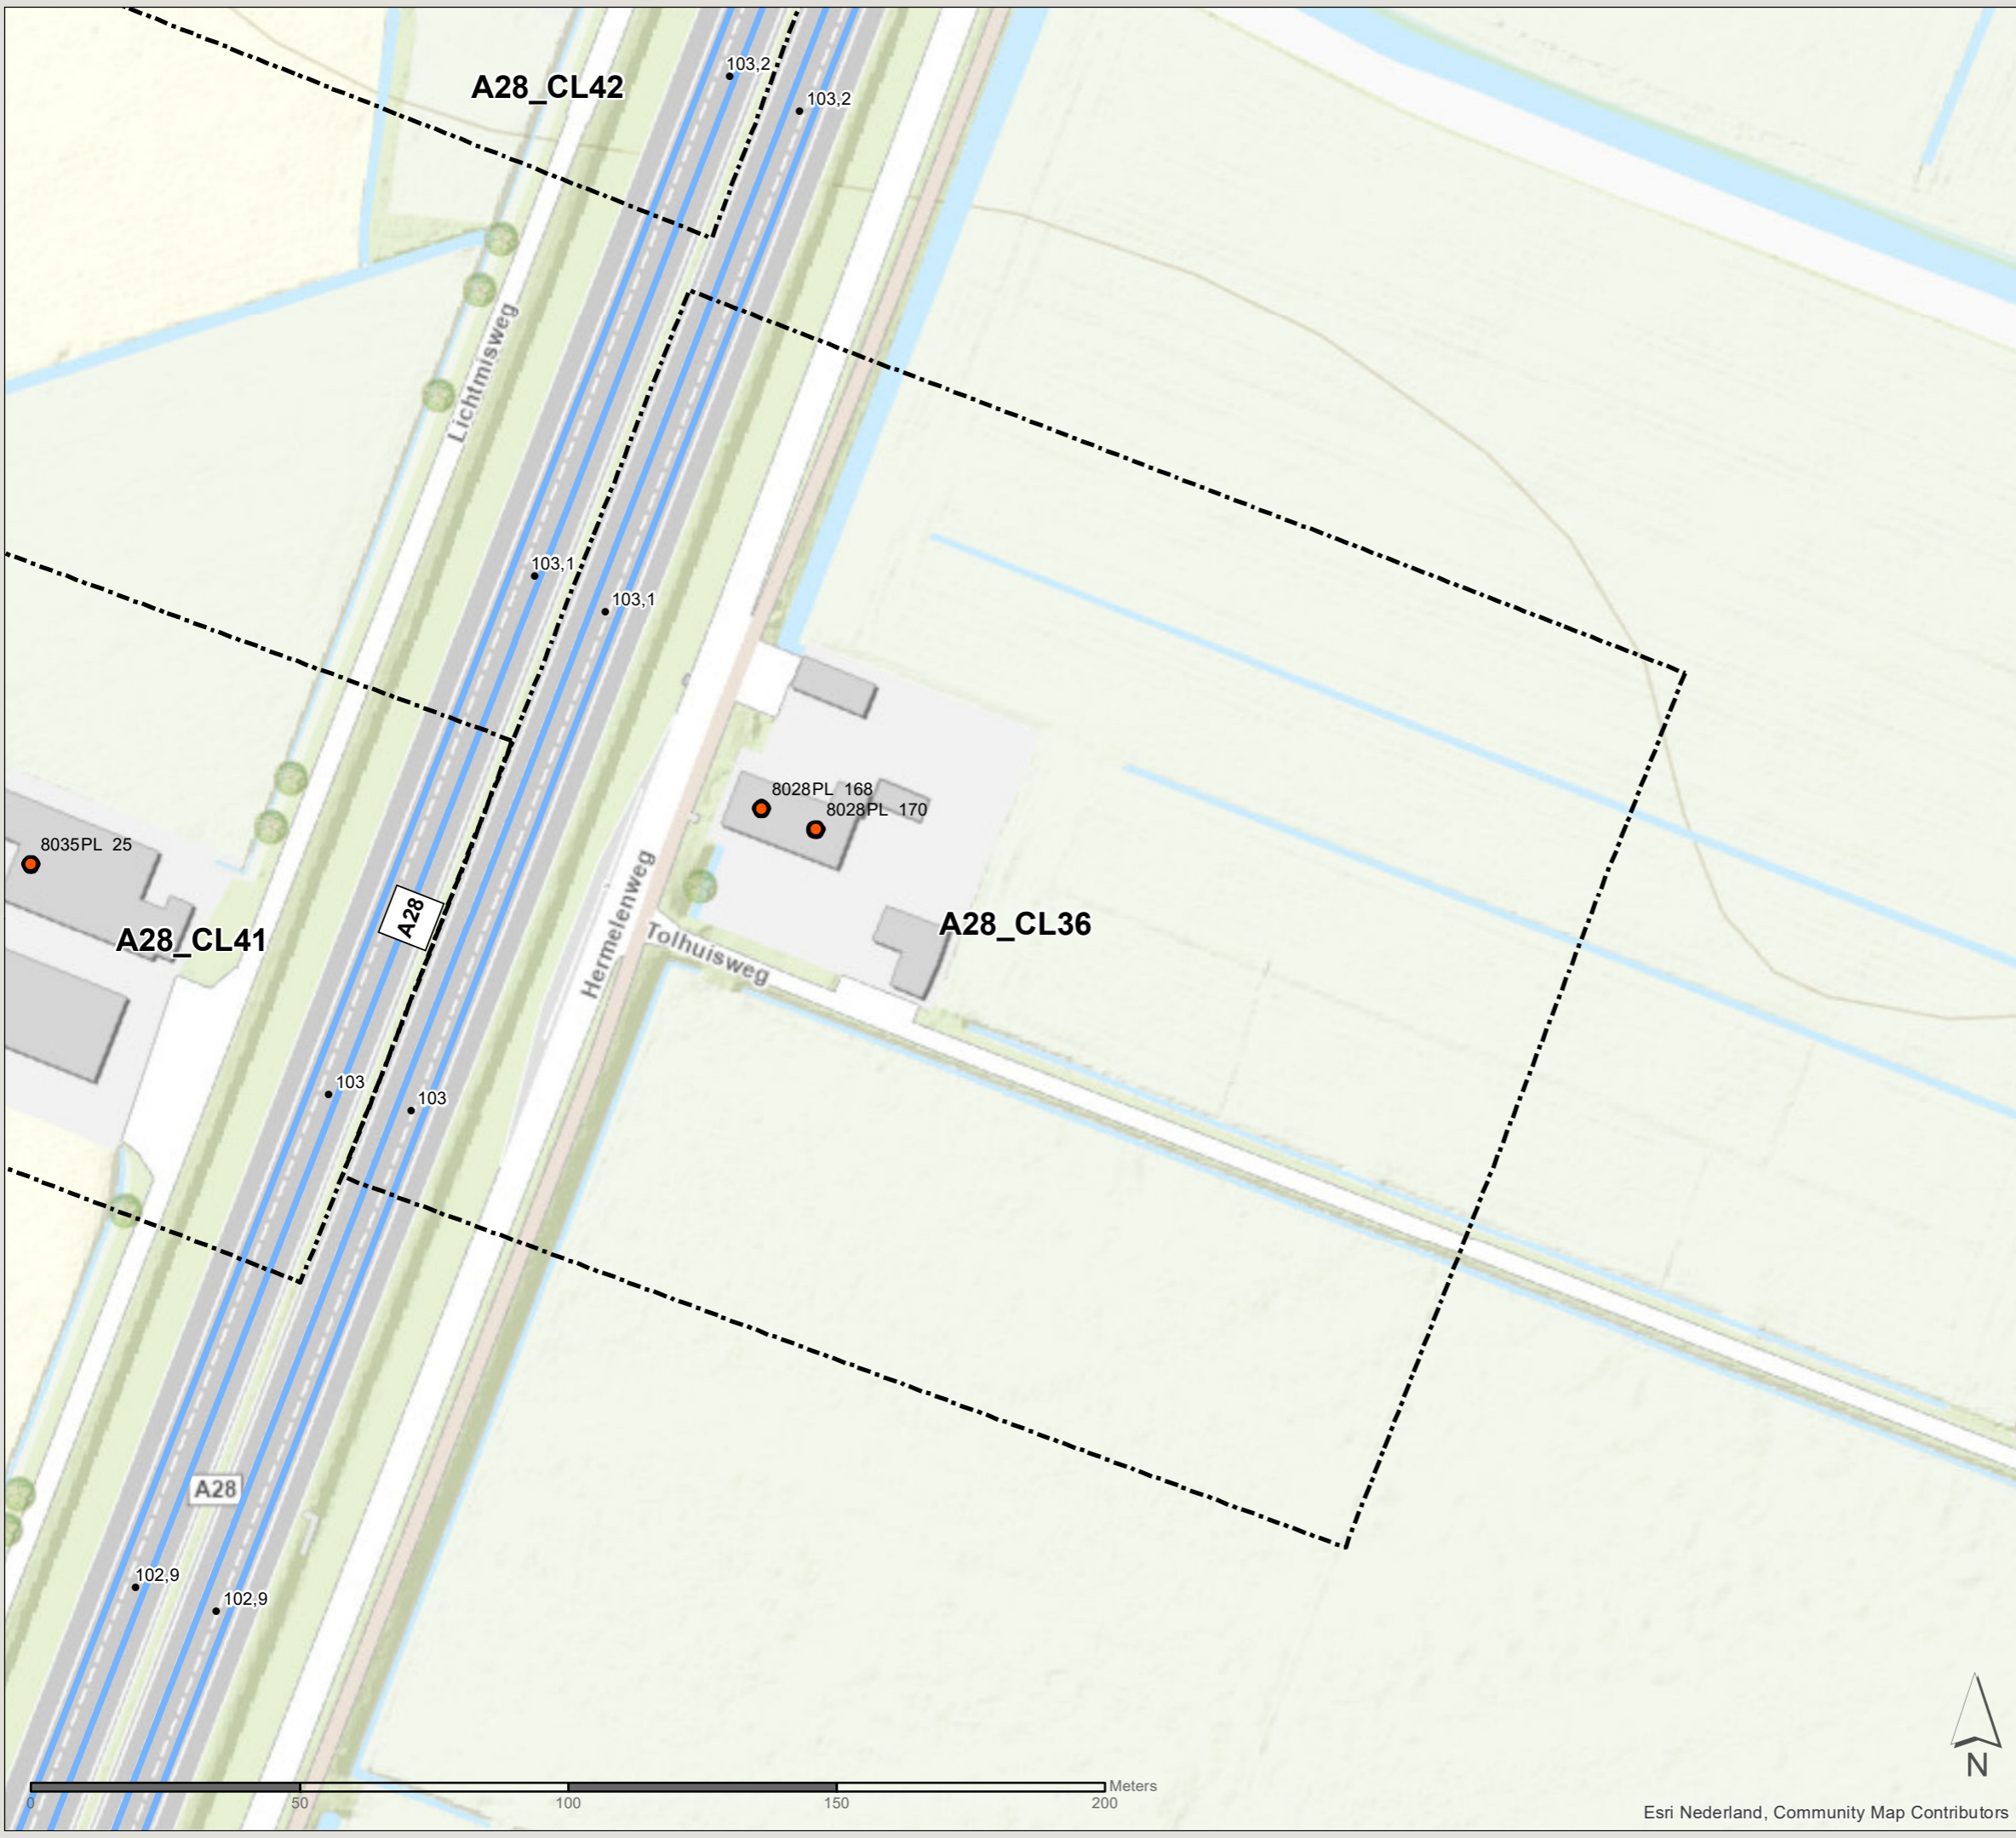 103,2
A28_CL42
103,2
Lichtmisweg
103,1
103,1
8028PL 168
8028PL 170
8035PL 25
A28
A28_CL41
Hermelenweg
Tolhuisweg
A28_CL36
103
103
A28
102,9
102,9
N
Meters
0
50
100
150
200
Esri Nederland, Community Map Contributors